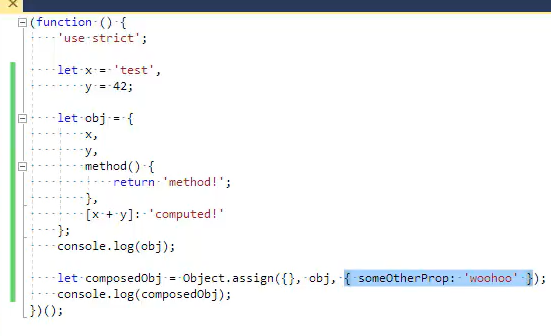 (function () {
    'use strict';
    let x = 'test',
        y = 42;
    let obj = {
        x,
        y,
        method() {
            return 'method!';
        },
        [x + y]: 'computed!'
    };
    console.log(obj);
    let composedObj = Object.assign({}, obj, { someOtherProp: 'woohoo' });
    console.log(composedObj);
})();